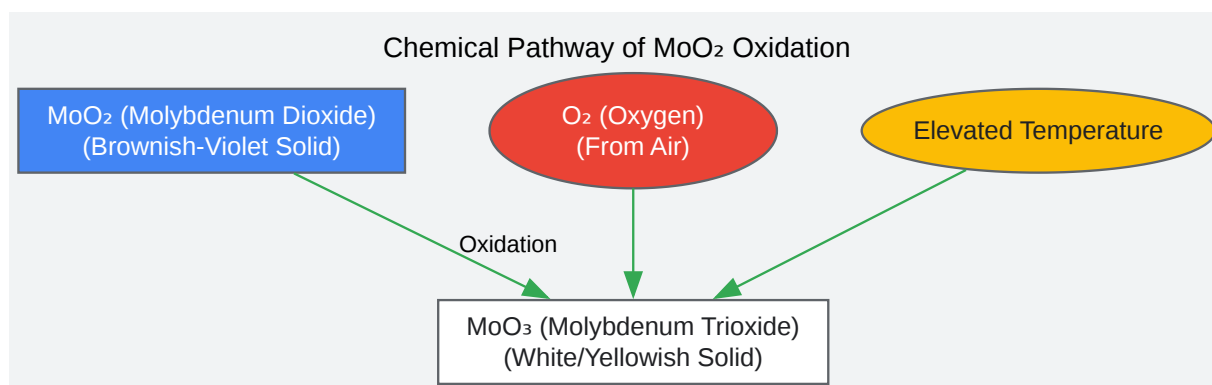 Chemical Pathway of MoO₂ Oxidation
MoO₂ (Molybdenum Dioxide)
(Brownish-Violet Solid)
O₂ (Oxygen)
(From Air)
Elevated Temperature
Oxidation
MoO₃ (Molybdenum Trioxide)
(White/Yellowish Solid)